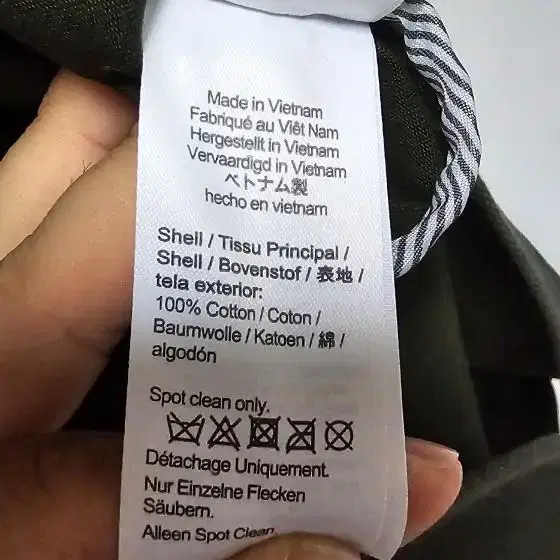 Made in Vietnam
Fabriqué au Viêt Nam
Hergestellt in Vietnam
Vervaardigd in Vietnam
ベトナム製
hecho en vietnam
Shell / Tissu Principal /
Shell / Bovenstof / 表地 /
tela exterior:
100% Cotton / Coton /
Baumwolle / Katoen / 綿 /
algodón
Spot clean only.
Détachage Uniquement.
Nur Einzelne Flecken
Säubern.
Alleen Spot Clean